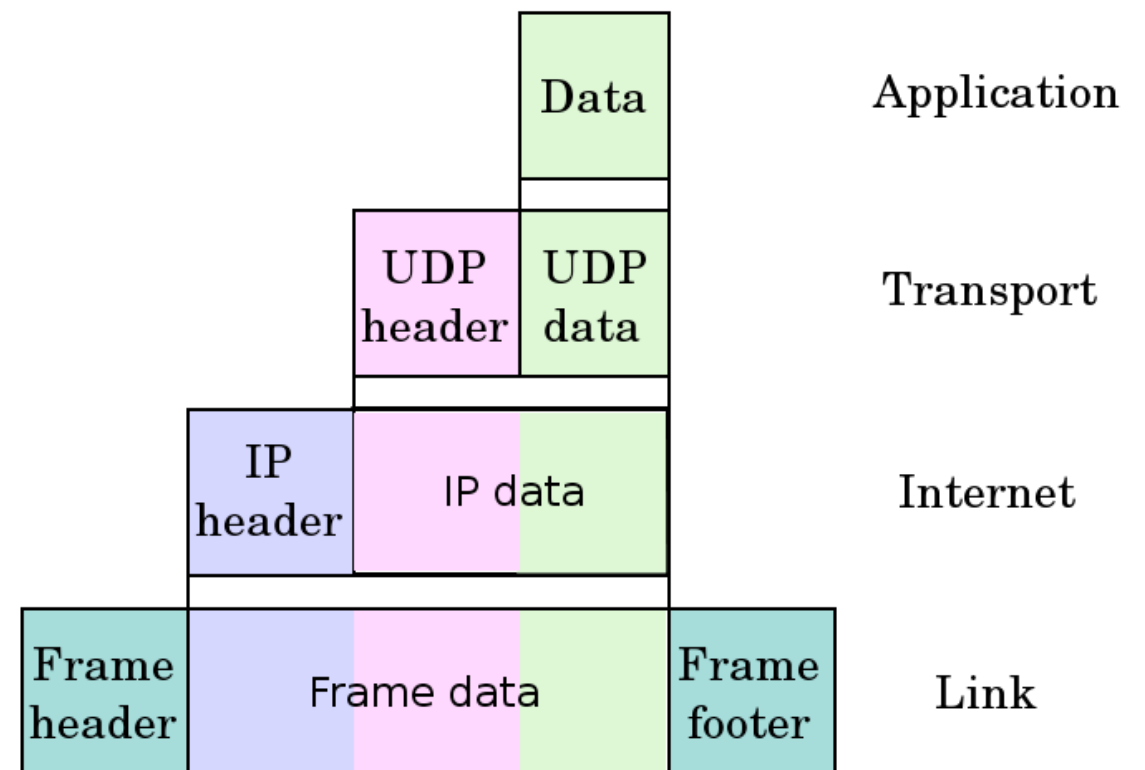 Data
Application
UDP
header
UDP
data
Transport
IP
header
IP data
Internet
Frame
header
Frame data
Frame
footer
Link